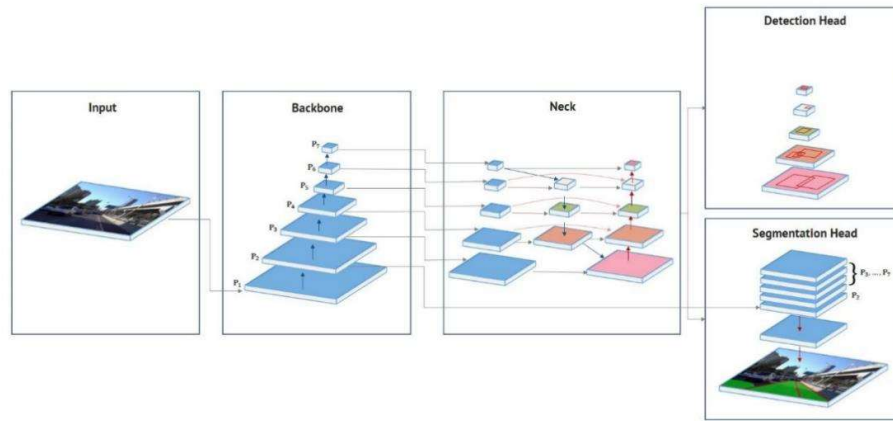 Input
Backbone
P₇
P₆
P₅
P₄
P₃
P₂
P₁
Neck
Detection Head
Segmentation Head
P₃, ..., P₇
P₂